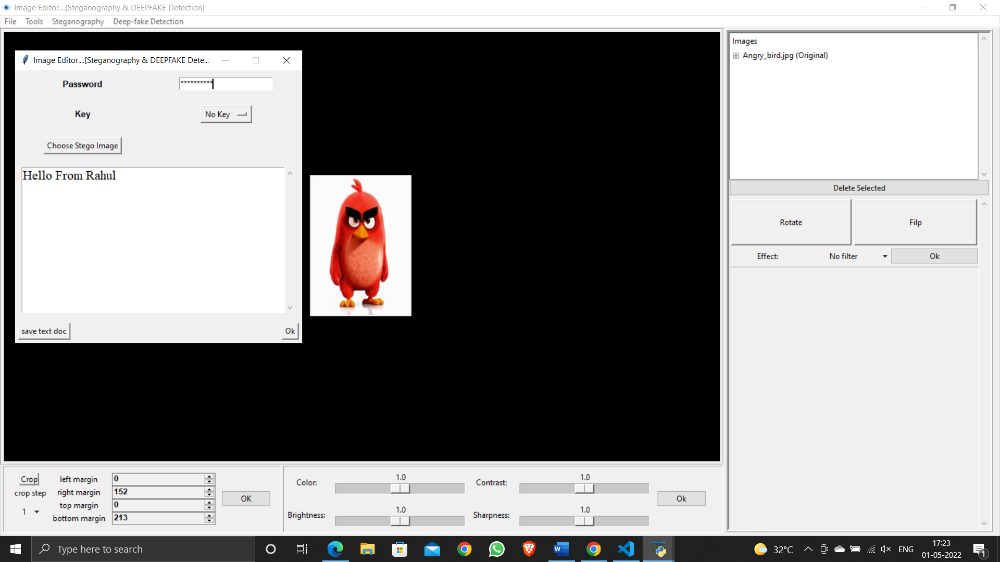 Image Editor....[Steganography & DEEPFAKE Detection]
File Tools Steganography Deep-fake Detection
Image Editor....[Steganography & DEEPFAKE Dete...
Password **********
Key No Key
Choose Stego Image
Hello From Rahul
save text doc Ok
Images
Angry_bird.jpg (Original)
Delete Selected
Rotate Filp
Effect: No filter Ok
Crop
crop step
1
left margin 0
right margin 152
top margin 0
bottom margin 213
OK
Color: 1.0
Contrast: 1.0
Brightness: 1.0
Sharpness: 1.0
Ok
Type here to search
32°C
ENG
17:23
01-05-2022
1